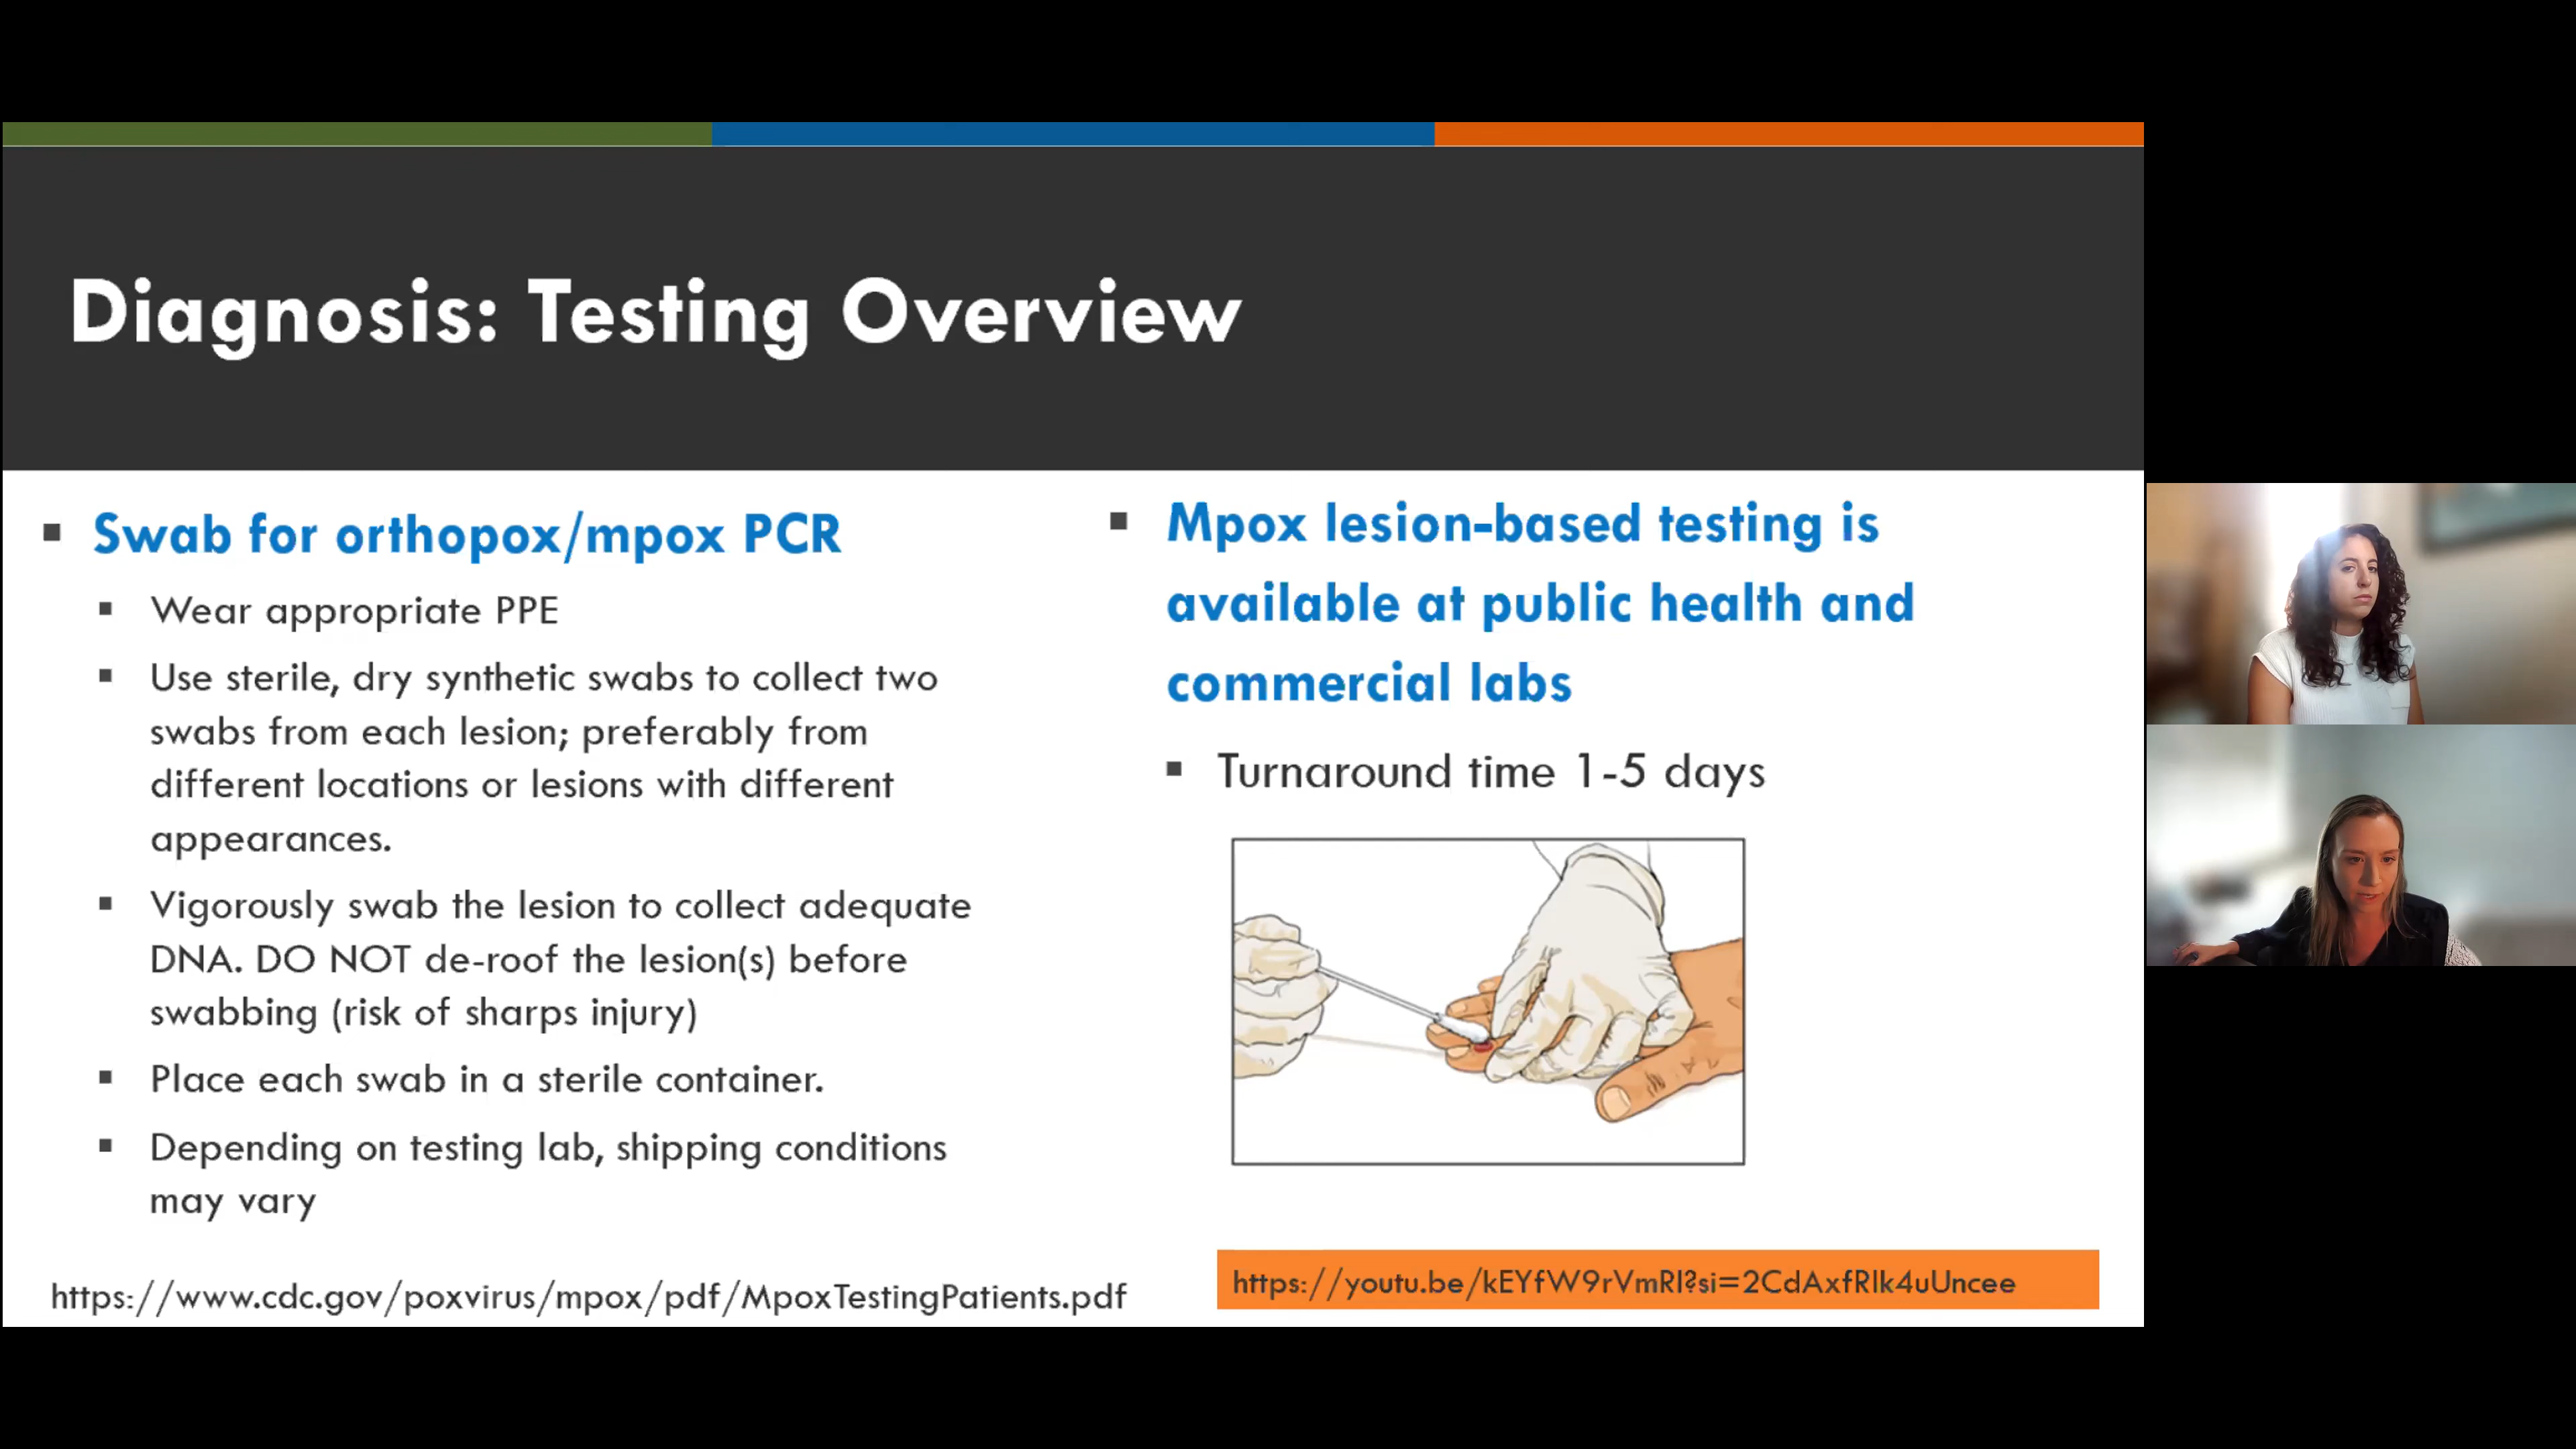 Diagnosis: Testing Overview
▪ Swab for orthopox/mpox PCR
▪ Wear appropriate PPE
▪ Use sterile, dry synthetic swabs to collect two
swabs from each lesion; preferably from
different locations or lesions with different
appearances.
▪ Vigorously swab the lesion to collect adequate
DNA. DO NOT de-roof the lesion(s) before
swabbing (risk of sharps injury)
▪ Place each swab in a sterile container.
▪ Depending on testing lab, shipping conditions
may vary
https://www.cdc.gov/poxvirus/mpox/pdf/MpoxTestingPatients.pdf
▪ Mpox lesion-based testing is
available at public health and
commercial labs
▪ Turnaround time 1-5 days
https://youtu.be/kEYfW9rVmRI?si=2CdAxfRlk4uUncee